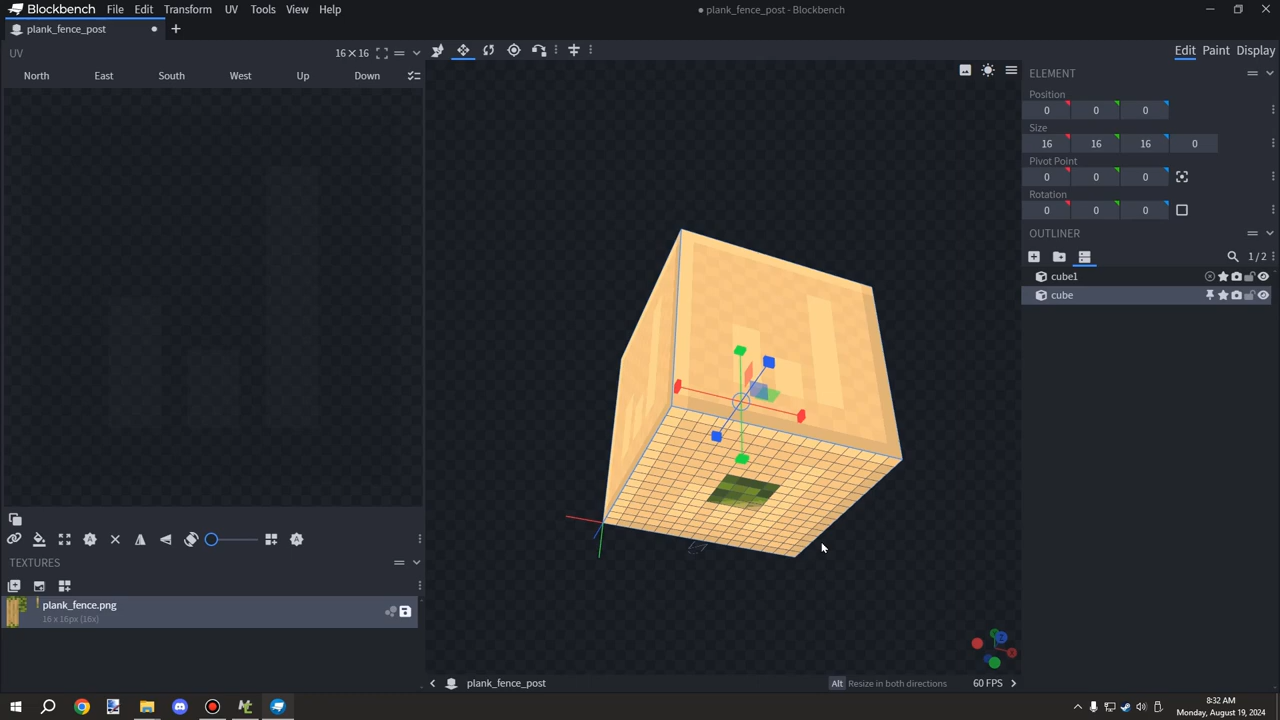 Blockbench File Edit Transform UV Tools View Help
plank_fence_post - Blockbench
plank_fence_post
UV
16 × 16
Edit Paint Display
North East South West Up Down
ELEMENT
Position
0 0 0
Size
16 16 16 0
Pivot Point
0 0 0
Rotation
0 0 0
OUTLINER
1 / 2
cube1
cube
TEXTURES
plank_fence.png
16 x 16px (16x)
plank_fence_post
Alt Resize in both directions
60 FPS
8:32 AM
Monday, August 19, 2024